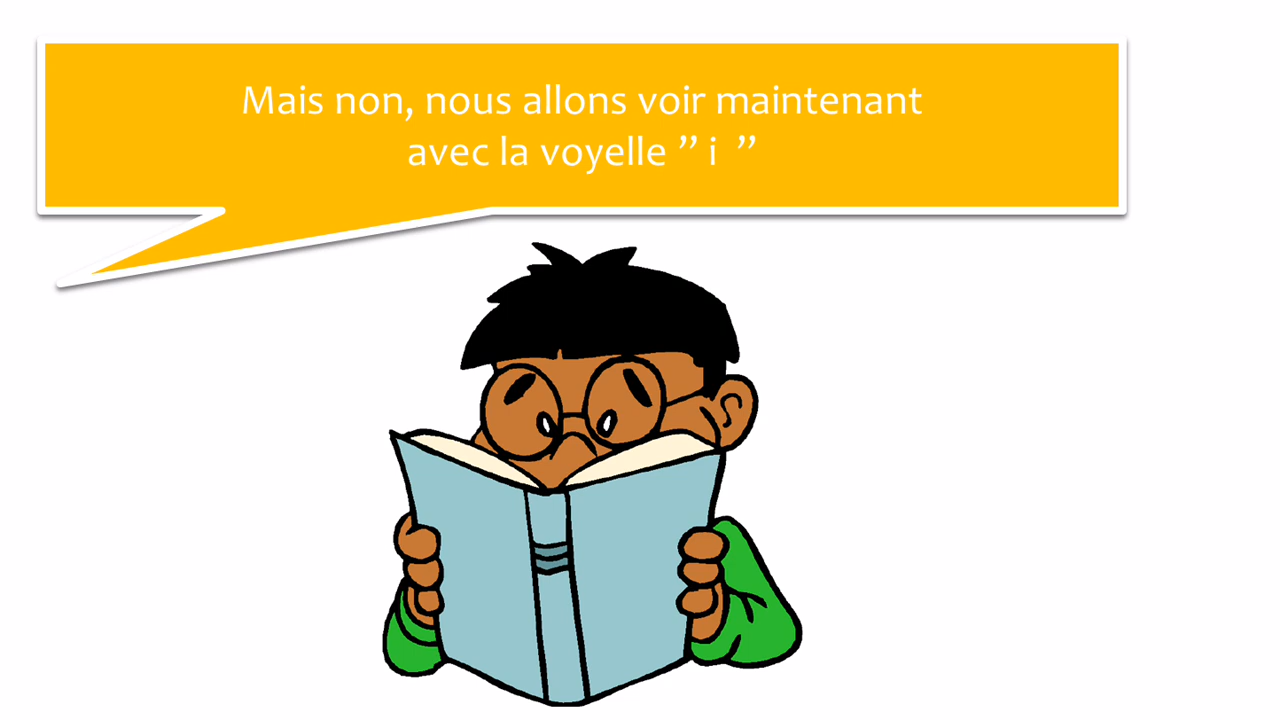 Mais non, nous allons voir maintenant
avec la voyelle ” i ”